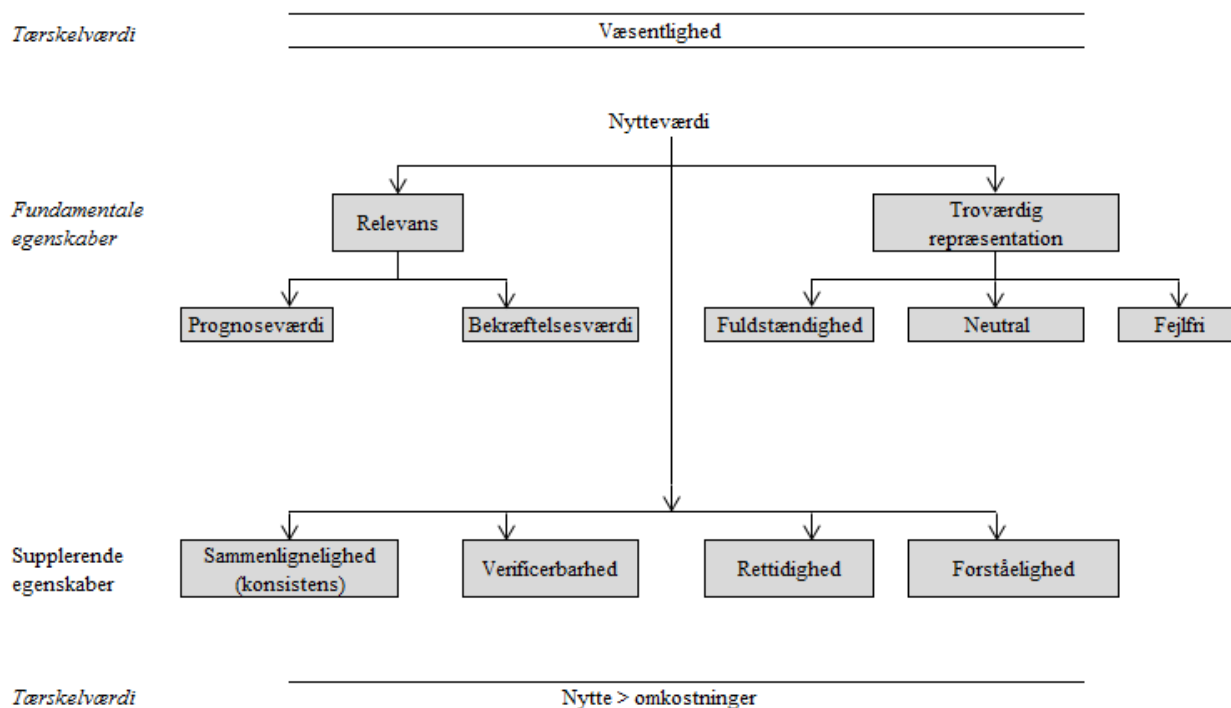 Tærskelværdi
Væsentlighed
Nytteværdi
Fundamentale
egenskaber
Relevans
Troværdig
repræsentation
Prognoseværdi
Bekræftelsesværdi
Fuldstændighed
Neutral
Fejlfri
Supplerende
egenskaber
Sammenlignelighed
(konsistens)
Verificerbarhed
Rettidighed
Forståelighed
Tærskelværdi
Nytte > omkostninger